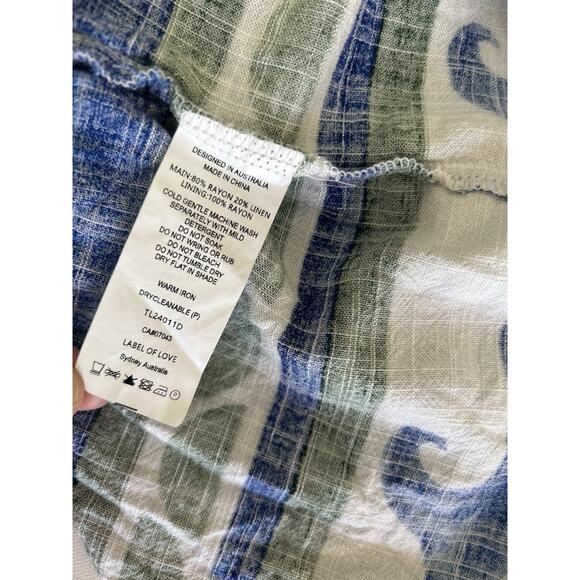 DESIGNED IN AUSTRALIA
MADE IN CHINA
MAIN:80% RAYON 20% LINEN
LINING:100% RAYON
COLD GENTLE MACHINE WASH
SEPARATELY WITH MILD
DETERGENT
DO NOT SOAK
DO NOT WRING OR RUB
DO NOT BLEACH
DO NOT TUMBLE DRY
DRY FLAT IN SHADE
WARM IRON
DRYCLEANABLE (P)
TL24011D
CA#07043
LABEL OF LOVE
Sydney Australia